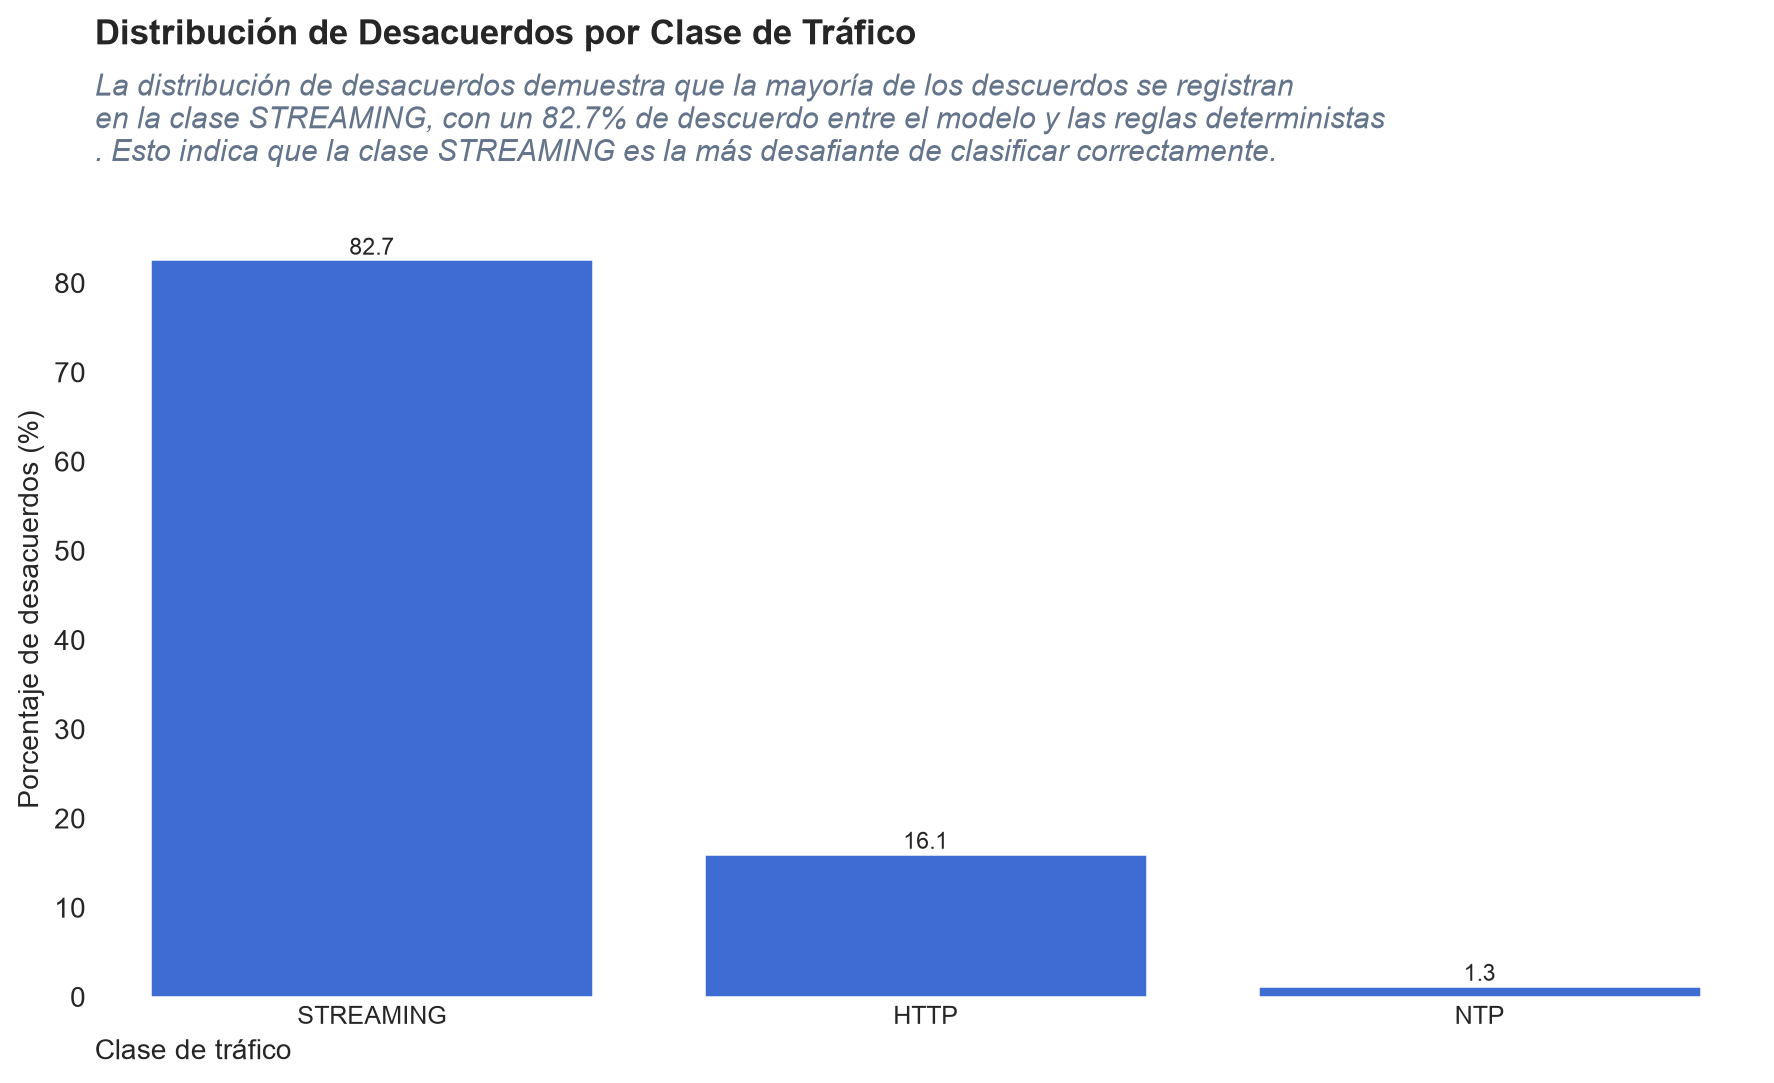 Distribución de Desacuerdos por Clase de Tráfico
La distribución de desacuerdos demuestra que la mayoría de los descuerdos se registran
en la clase STREAMING, con un 82.7% de descuerdo entre el modelo y las reglas deterministas
. Esto indica que la clase STREAMING es la más desafiante de clasificar correctamente.
Porcentaje de desacuerdos (%)
80
70
60
50
40
30
20
10
0
82.7
16.1
1.3
STREAMING
HTTP
NTP
Clase de tráfico